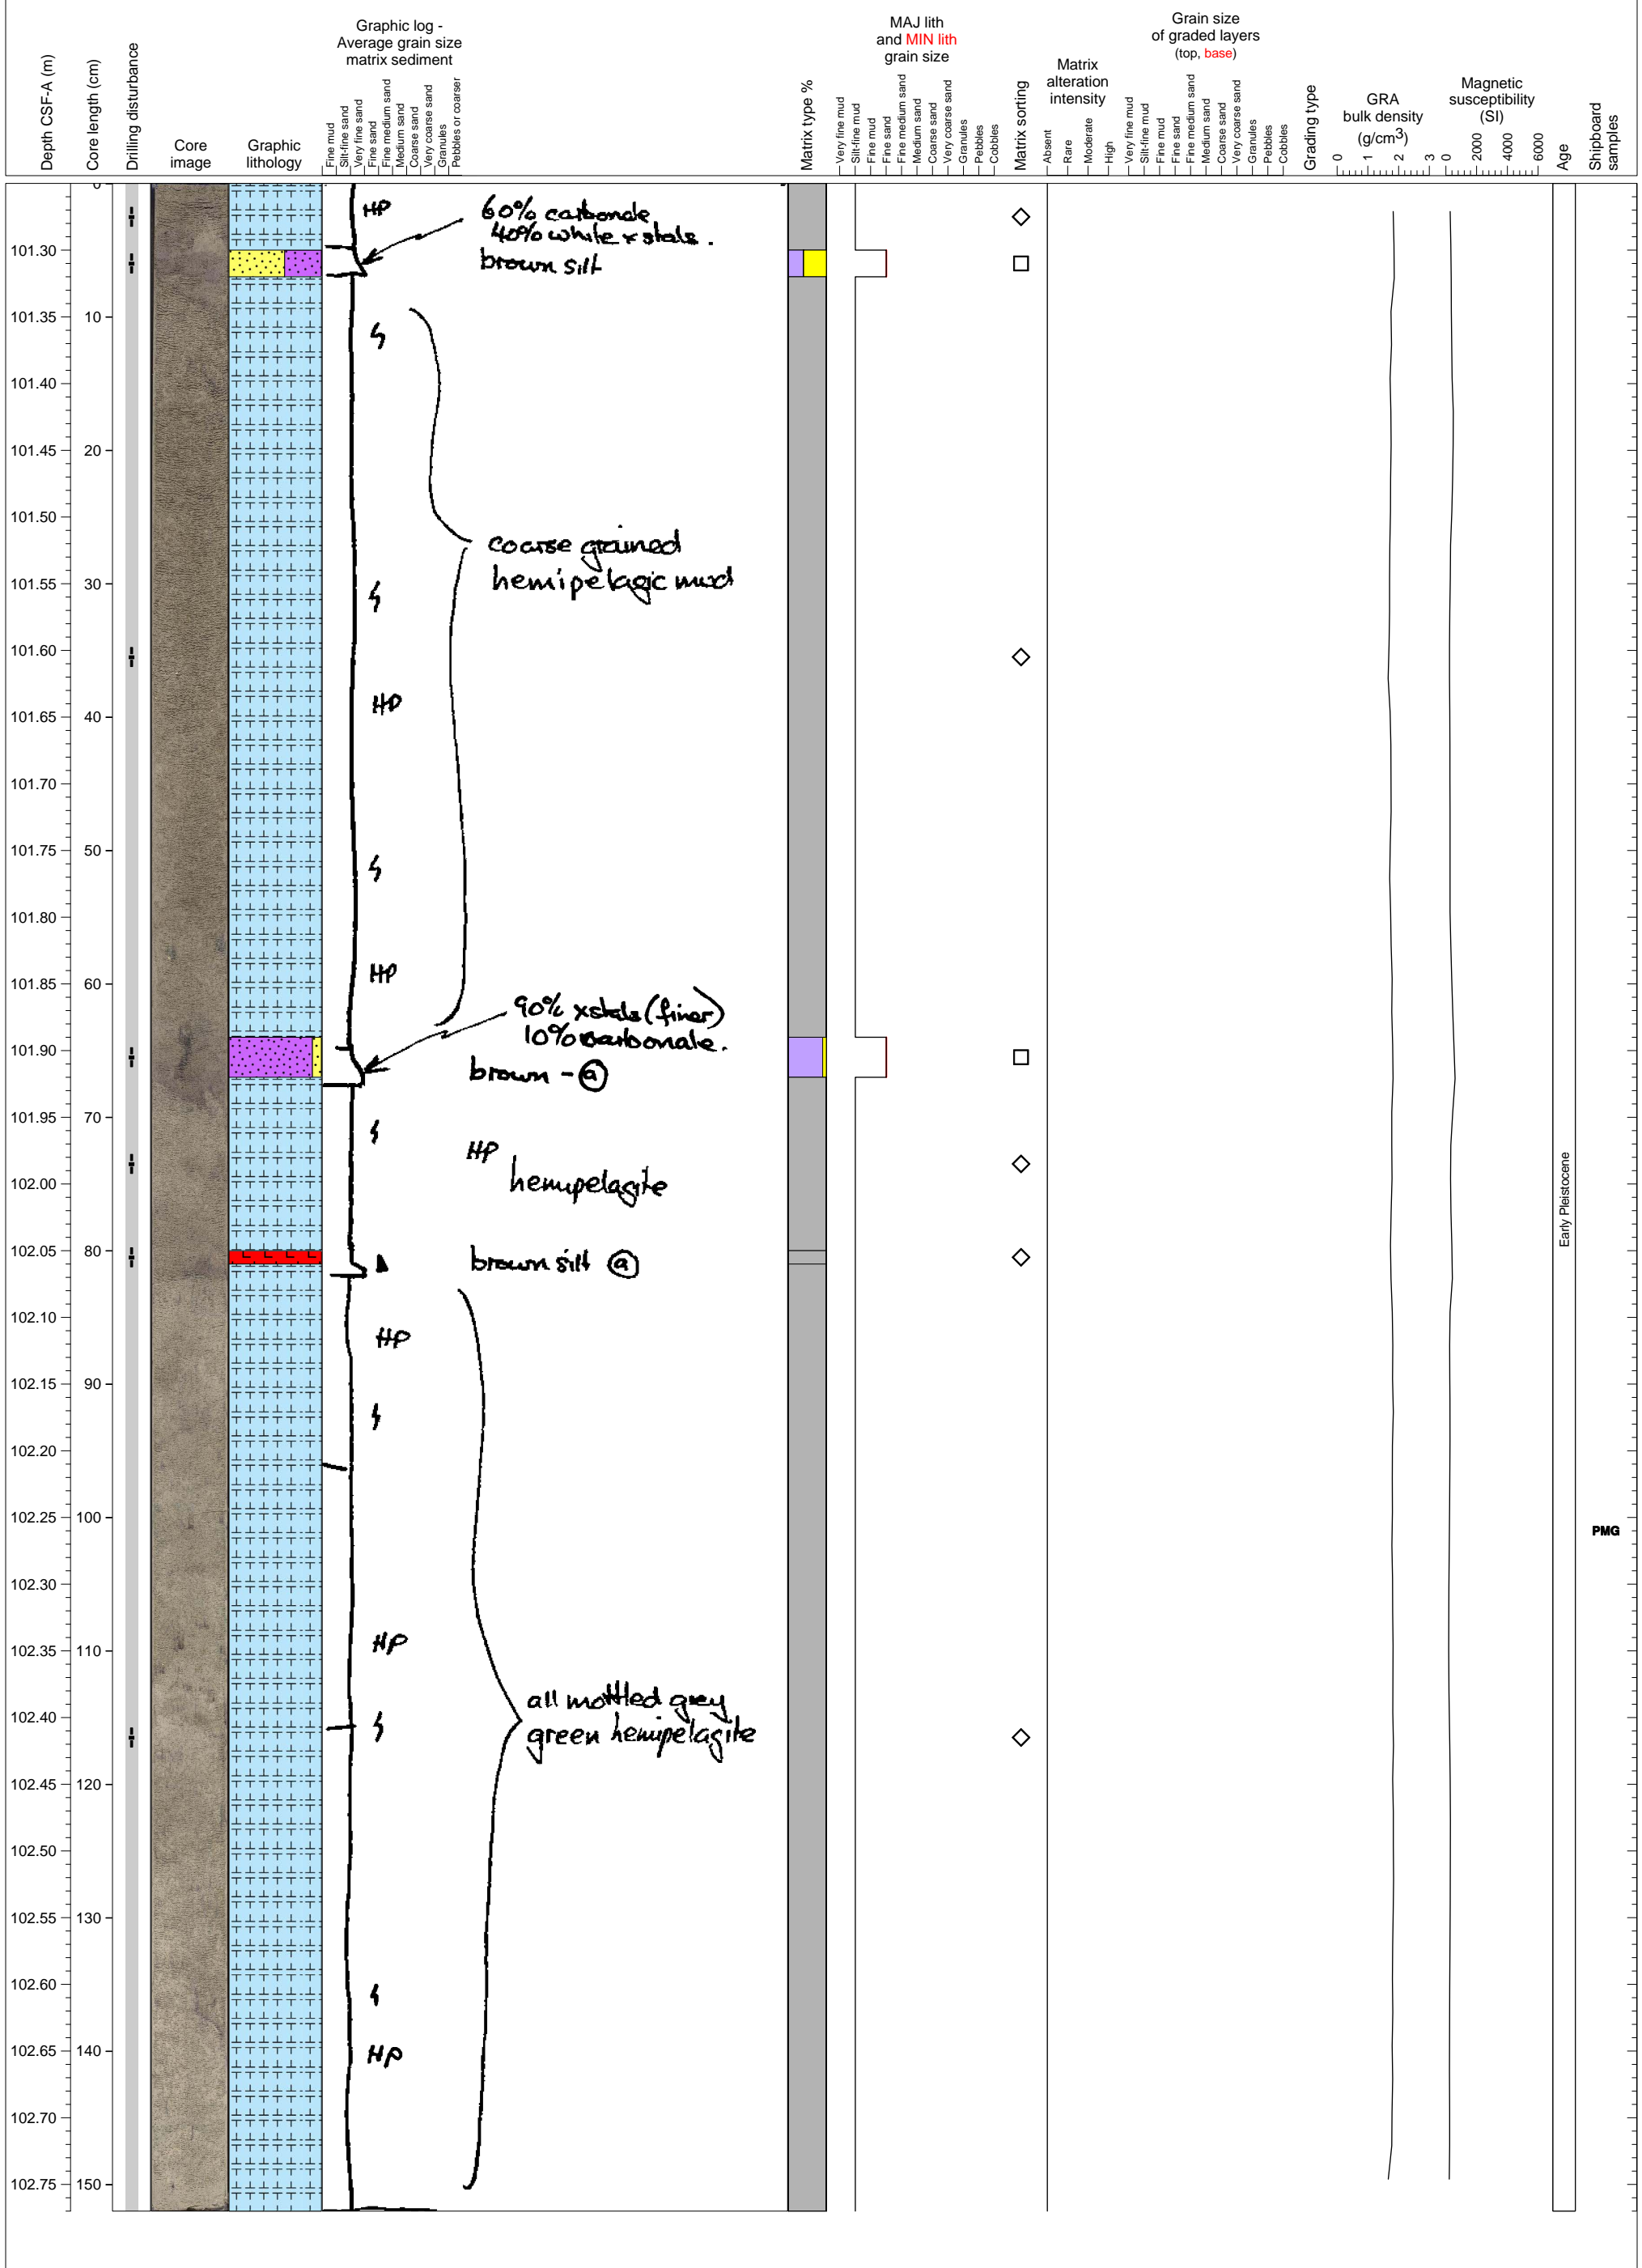 Depth CSF-A (m)
Core length (cm)
Drilling disturbance
Core
image
Graphic
lithology
Graphic log -
Average grain size
matrix sediment
Fine mud
Silt-fine sand
Very fine sand
Fine sand
Fine medium sand
Medium sand
Coarse sand
Very coarse sand
Granules
Pebbles or coarser
Matrix type %
MAJ lith
and MIN lith
grain size
Very fine mud
Silt-fine mud
Fine mud
Fine sand
Fine medium sand
Medium sand
Coarse sand
Very coarse sand
Granules
Pebbles
Cobbles
Matrix sorting
Matrix
alteration
intensity
Absent
Rare
Moderate
High
Grain size
of graded layers
(top, base)
Very fine mud
Silt-fine mud
Fine mud
Fine sand
Fine medium sand
Medium sand
Coarse sand
Very coarse sand
Granules
Pebbles
Cobbles
Grading type
GRA
bulk density
(g/cm3)
0 1 2 3
Magnetic
susceptibility
(SI)
0 2000 4000 6000
Age
Shipboard
samples
0
HP
60% carbonate
40% white xstals.
101.30
brown silt
101.35 10
101.40
101.45 20
101.50
coarse grained
hemipelagic mud
101.55 30
101.60
HP
101.65 40
101.70
101.75 50
101.80
HP
101.85 60
90% xstals (finer)
10% carbonate.
101.90
brown - a
101.95 70
HP
hemipelagite
102.00
Early Pleistocene
102.05 80
brown silt a
102.10
HP
102.15 90
102.20
102.25 100
PMG
102.30
HP
102.35 110
all mottled grey
green hemipelagite
102.40
102.45 120
102.50
102.55 130
102.60
HP
102.65 140
102.70
102.75 150